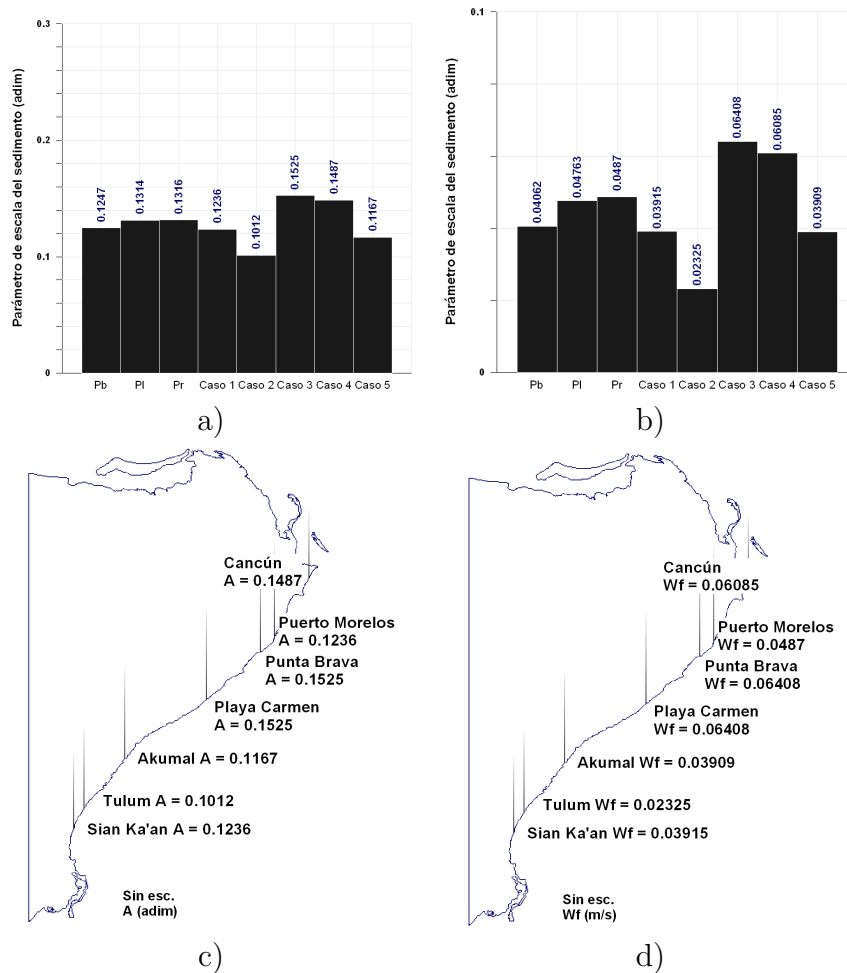 Parámetro de escala del sedimento (adim)
0.3
0.2
0.1
0
0.1247
0.1314
0.1316
0.1236
0.1012
0.1525
0.1487
0.1167
Pb Pl Pr Caso 1 Caso 2 Caso 3 Caso 4 Caso 5
a)
Parámetro de escala del sedimento (adim)
0.1
0
0.04062
0.04763
0.0487
0.03915
0.02325
0.06408
0.06085
0.03909
Pb Pl Pr Caso 1 Caso 2 Caso 3 Caso 4 Caso 5
b)
Cancún
A = 0.1487
Puerto Morelos
A = 0.1236
Punta Brava
A = 0.1525
Playa Carmen
A = 0.1525
Akumal A = 0.1167
Tulum A = 0.1012
Sian Ka'an A = 0.1236
Sin esc.
A (adim)
c)
Cancún
Wf = 0.06085
Puerto Morelos
Wf = 0.0487
Punta Brava
Wf = 0.06408
Playa Carmen
Wf = 0.06408
Akumal Wf = 0.03909
Tulum Wf = 0.02325
Sian Ka'an Wf = 0.03915
Sin esc.
Wf (m/s)
d)